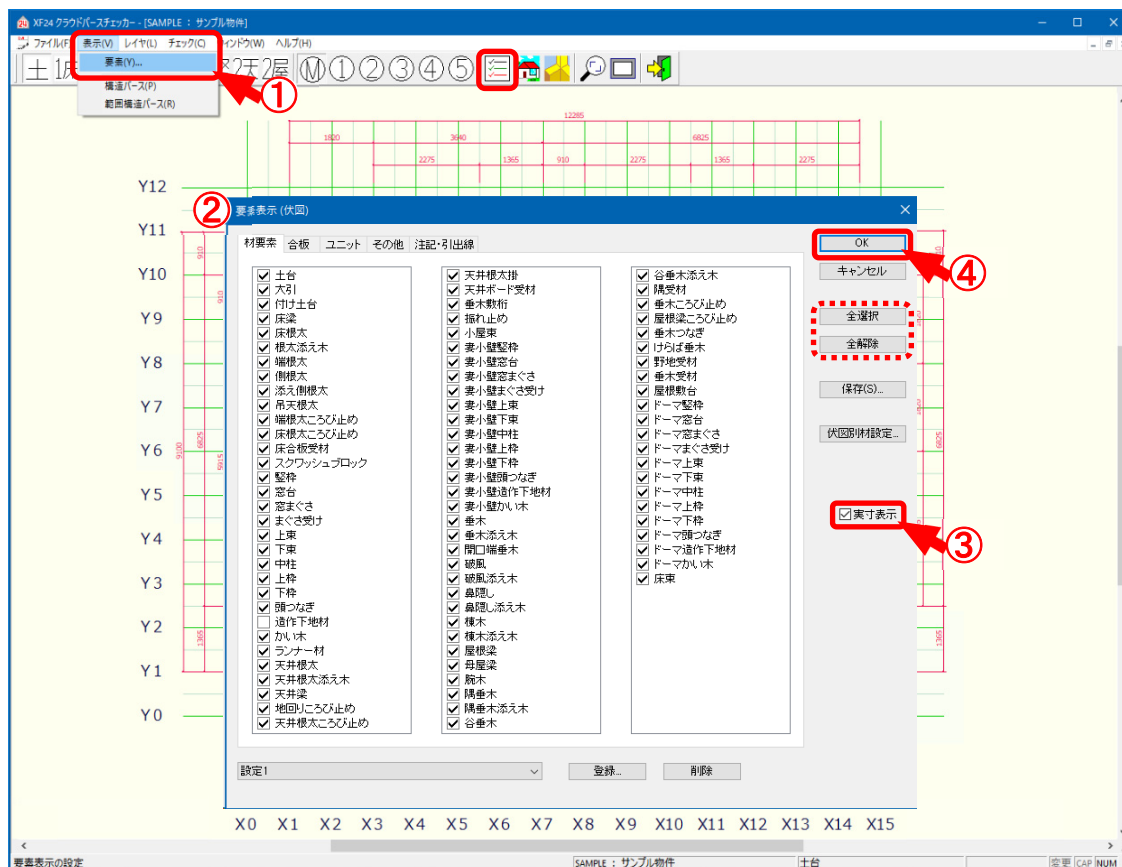 XF24 クラウドパースチェッカー - [SAMPLE : サンプル物件]
ファイル(F) 表示(V) レイヤ(L) チェック(C) ウィンドウ(W) ヘルプ(H)
土 1床 2天 2屋 M ① ② ③ ④ ⑤
要素(Y)...
構造パース(P)
範囲構造パース(R)
①
12285
1820 3640 6825
2275 1365 910 2275 1365 2275
Y12
Y11
Y10
Y9
Y8
Y7
Y6
Y5
Y4
Y3
Y2
Y1
Y0
910
910
9100
6825
5915
1365
910
6825
1365
②
要素表示 (伏図)
材要素 合板 ユニット その他 注記・引出線
土台
大引
付け土台
床梁
床根太
根太添え木
端根太
側根太
添え側根太
吊天根太
端根太ころび止め
床根太ころび止め
床合板受材
スクワッシュブロック
竪枠
窓台
窓まぐさ
まぐさ受け
上束
下束
中柱
上枠
下枠
頭つなぎ
造作下地材
かい木
ランナー材
天井根太
天井根太添え木
天井梁
地回りころび止め
天井根太ころび止め
天井根太掛
天井ボード受材
垂木敷桁
振れ止め
小屋束
妻小壁竪枠
妻小壁窓台
妻小壁窓まぐさ
妻小壁まぐさ受け
妻小壁上束
妻小壁下束
妻小壁中柱
妻小壁上枠
妻小壁下枠
妻小壁頭つなぎ
妻小壁造作下地材
妻小壁かい木
垂木
垂木添え木
開口端垂木
破風
破風添え木
鼻隠し
鼻隠し添え木
棟木
棟木添え木
屋根梁
母屋梁
腕木
隅垂木
隅垂木添え木
谷垂木
谷垂木添え木
隅受材
垂木ころび止め
屋根梁ころび止め
垂木つなぎ
けらば垂木
野地受材
垂木受材
屋根敷台
ドーマ竪枠
ドーマ窓台
ドーマ窓まぐさ
ドーマまぐさ受け
ドーマ上束
ドーマ下束
ドーマ中柱
ドーマ上枠
ドーマ下枠
ドーマ頭つなぎ
ドーマ造作下地材
ドーマかい木
床束
OK
④
キャンセル
全選択
全解除
保存(S)...
伏図別材設定...
実寸表示
③
設定1 登録... 削除
X0 X1 X2 X3 X4 X5 X6 X7 X8 X9 X10 X11 X12 X13 X14 X15
要素表示の設定 SAMPLE : サンプル物件 土台 変更 CAP NUM